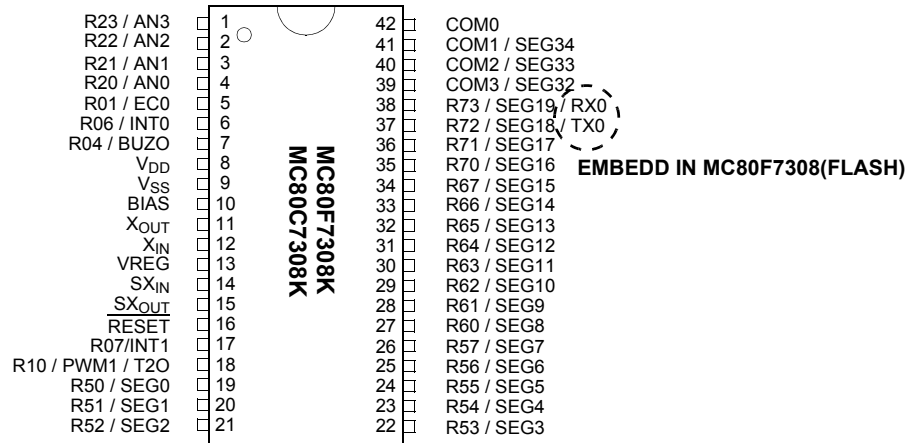 R23 / AN3 1 42 COM0
R22 / AN2 2 41 COM1 / SEG34
R21 / AN1 3 40 COM2 / SEG33
R20 / AN0 4 39 COM3 / SEG32
R01 / EC0 5 38 R73 / SEG19 / RX0
R06 / INT0 6 37 R72 / SEG18 / TX0
R04 / BUZO 7 36 R71 / SEG17
VDD 8 35 R70 / SEG16
EMBEDD IN MC80F7308(FLASH)
VSS 9 34 R67 / SEG15
BIAS 10 33 R66 / SEG14
XOUT 11 32 R65 / SEG13
XIN 12 31 R64 / SEG12
VREG 13 30 R63 / SEG11
SXIN 14 29 R62 / SEG10
SXOUT 15 28 R61 / SEG9
RESET 16 27 R60 / SEG8
R07/INT1 17 26 R57 / SEG7
R10 / PWM1 / T2O 18 25 R56 / SEG6
R50 / SEG0 19 24 R55 / SEG5
R51 / SEG1 20 23 R54 / SEG4
R52 / SEG2 21 22 R53 / SEG3
MC80F7308K
MC80C7308K